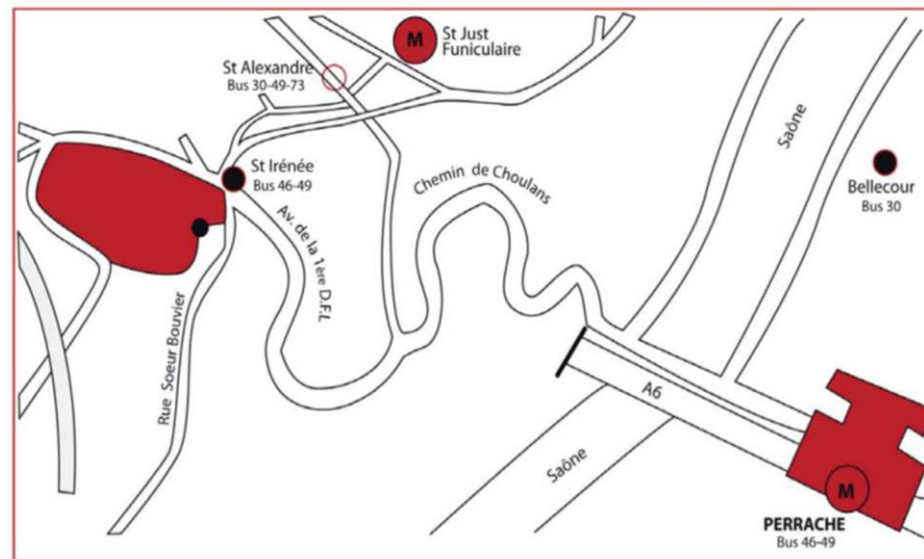 M
St Just
Funiculaire
St Alexandre
Bus 30-49-73
Saône
St Irénée
Bus 46-49
Chemin de Choulans
Bellecour
Bus 30
Av. de la 1ère D.F.L
Rue Soeur Bouvier
A6
Saône
M
PERRACHE
Bus 46-49